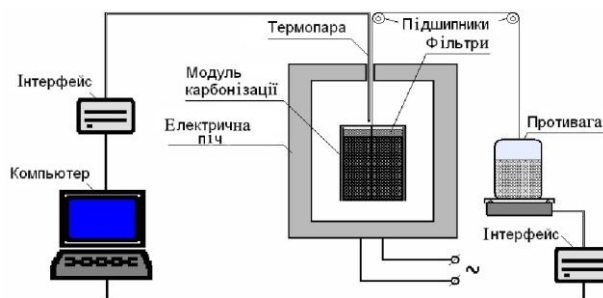 Термопара
Підшипники
Фільтри
Модуль
карбонізації
Інтерфейс
Електрична
піч
Противага
Компьютер
Інтерфейс
~